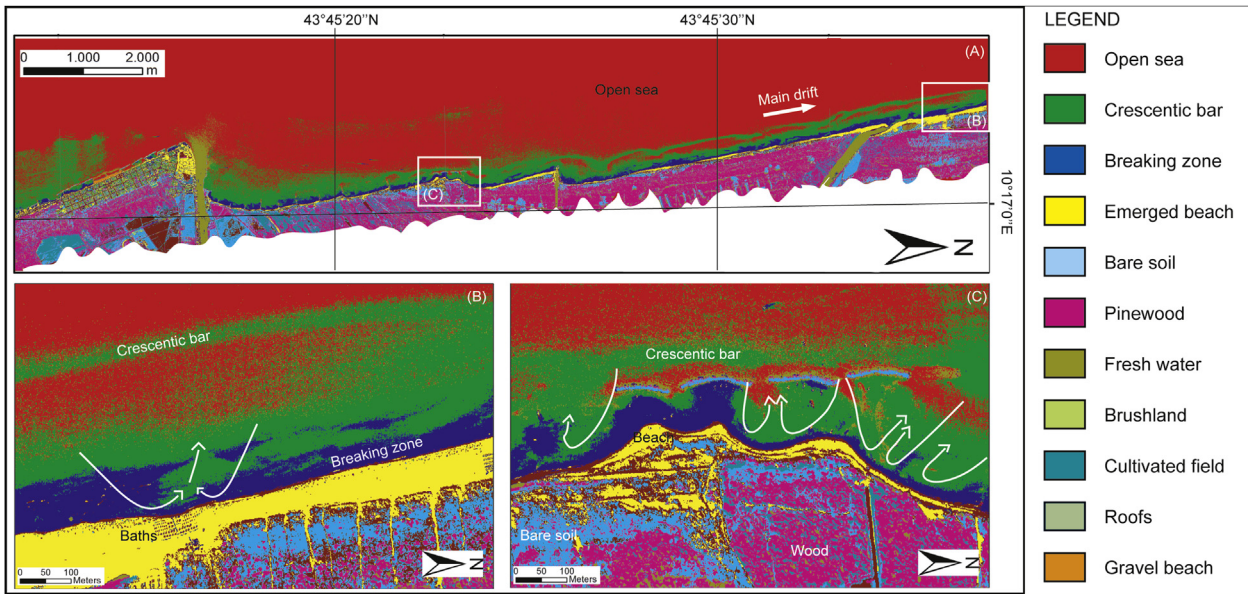 43°45'20"N
43°45'30"N
0 1.000 2.000
m
(A)
Open sea
Main drift
(B)
(C)
10°17'0"E
N
(B)
Crescentic bar
Breaking zone
Baths
0 50 100
Meters
N
(C)
Crescentic bar
Beach
Bare soil
Wood
0 50 100
Meters
N
LEGEND
Open sea
Crescentic bar
Breaking zone
Emerged beach
Bare soil
Pinewood
Fresh water
Brushland
Cultivated field
Roofs
Gravel beach